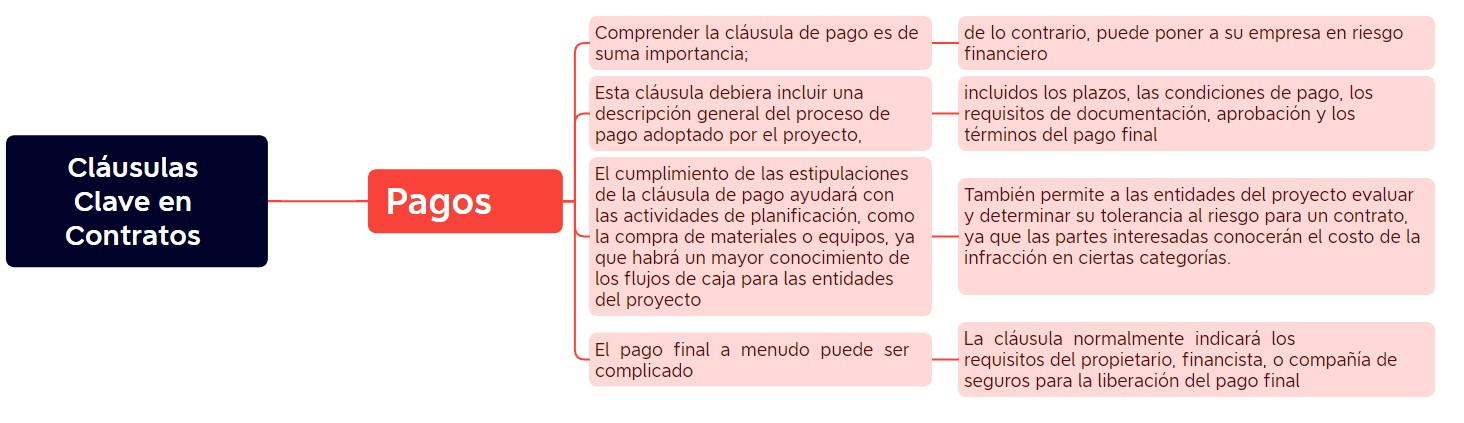 Cláusulas
Clave en
Contratos
Pagos
Comprender la cláusula de pago es de
suma importancia;
de lo contrario, puede poner a su empresa en riesgo
financiero
Esta cláusula debiera incluir una
descripción general del proceso de
pago adoptado por el proyecto,
incluidos los plazos, las condiciones de pago, los
requisitos de documentación, aprobación y los
términos del pago final
El cumplimiento de las estipulaciones
de la cláusula de pago ayudará con
las actividades de planificación, como
la compra de materiales o equipos, ya
que habrá un mayor conocimiento de
los flujos de caja para las entidades
del proyecto
También permite a las entidades del proyecto evaluar
y determinar su tolerancia al riesgo para un contrato,
ya que las partes interesadas conocerán el costo de la
infracción en ciertas categorías.
El pago final a menudo puede ser
complicado
La cláusula normalmente indicará los
requisitos del propietario, financista, o compañía de
seguros para la liberación del pago final